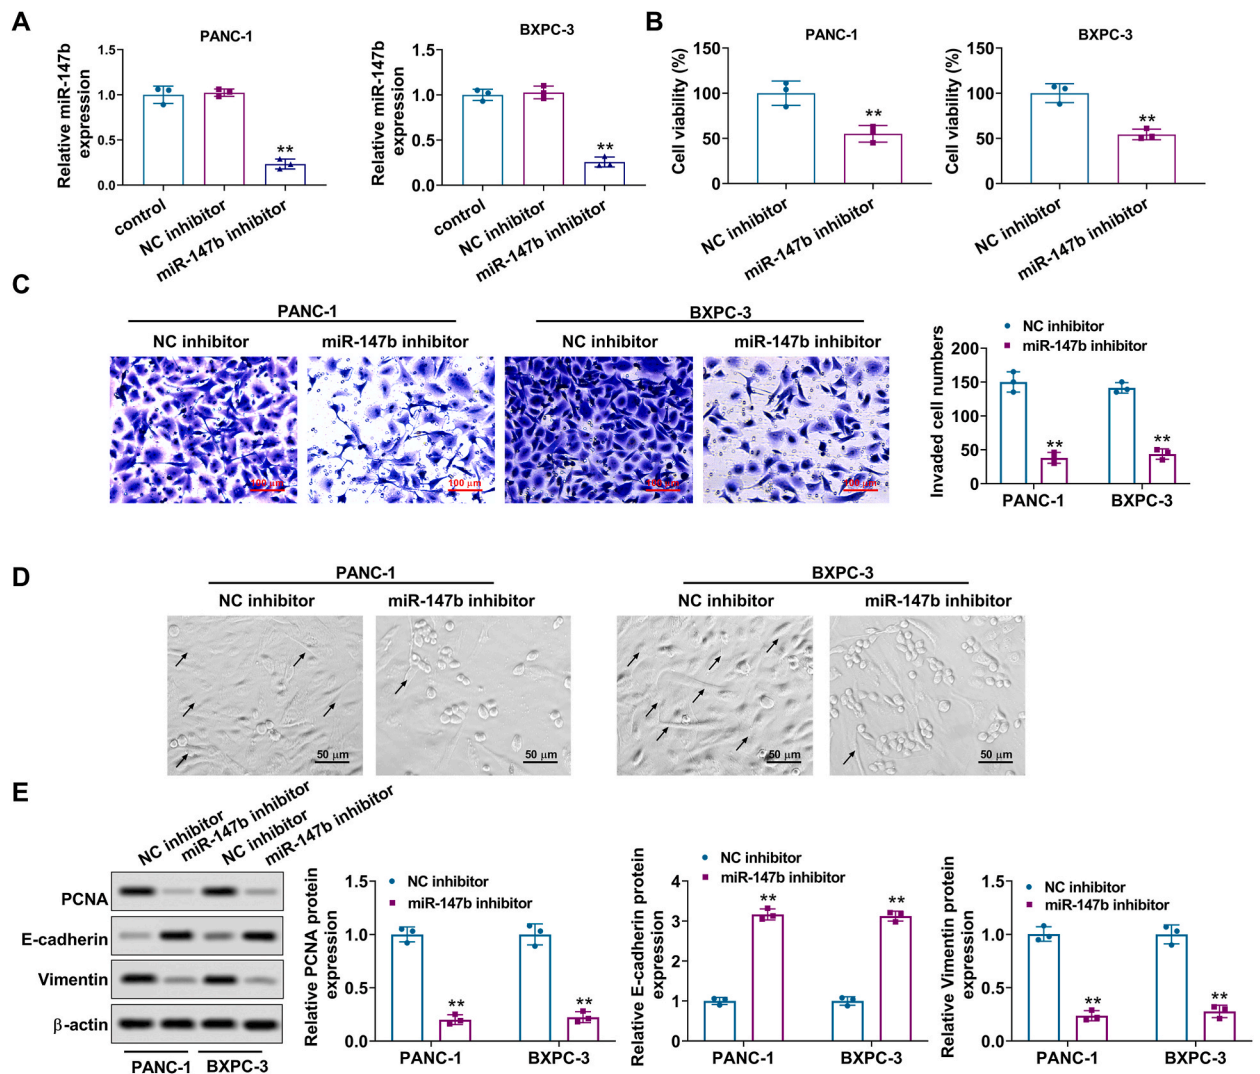 A
PANC-1
Relative miR-147b
expression
1.5
1.0
0.5
0.0
**
control
NC inhibitor
miR-147b inhibitor
BXPC-3
Relative miR-147b
expression
1.5
1.0
0.5
0.0
**
control
NC inhibitor
miR-147b inhibitor
B
PANC-1
Cell viability (%)
150
100
50
0
**
NC inhibitor
miR-147b inhibitor
BXPC-3
Cell viability (%)
150
100
50
0
**
NC inhibitor
miR-147b inhibitor
C
PANC-1
NC inhibitor
miR-147b inhibitor
BXPC-3
NC inhibitor
miR-147b inhibitor
100 μm
100 μm
100 μm
100 μm
NC inhibitor
miR-147b inhibitor
Invaded cell numbers
200
150
100
50
0
**
**
PANC-1
BXPC-3
D
PANC-1
NC inhibitor
miR-147b inhibitor
BXPC-3
NC inhibitor
miR-147b inhibitor
50 μm
50 μm
50 μm
50 μm
E
NC inhibitor
miR-147b inhibitor
NC inhibitor
miR-147b inhibitor
PCNA
E-cadherin
Vimentin
β-actin
PANC-1
BXPC-3
NC inhibitor
miR-147b inhibitor
Relative PCNA protein
expression
1.5
1.0
0.5
0.0
**
**
PANC-1
BXPC-3
NC inhibitor
miR-147b inhibitor
Relative E-cadherin protein
expression
4
3
2
1
0
**
**
PANC-1
BXPC-3
NC inhibitor
miR-147b inhibitor
Relative Vimentin protein
expression
1.5
1.0
0.5
0.0
**
**
PANC-1
BXPC-3